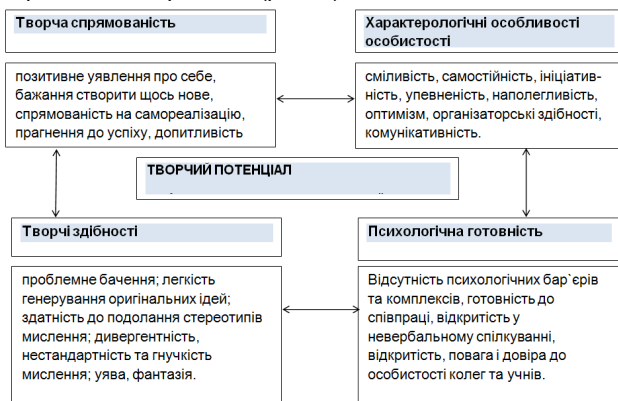 Творча спрямованість
позитивне уявлення про себе,
бажання створити щось нове,
спрямованість на самореалізацію,
прагнення до успіху, допитливість
Характерологічні особливості
особистості
сміливість, самостійність, ініціатив-
ність, упевненість, наполегливість,
оптимізм, організаторські здібності,
комунікативність.
ТВОРЧИЙ ПОТЕНЦІАЛ
Творчі здібності
проблемне бачення; легкість
генерування оригінальних ідей;
здатність до подолання стереотипів
мислення; дивергентність,
нестандартність та гнучкість
мислення; уява, фантазія.
Психологічна готовність
Відсутність психологічних бар`єрів
та комплексів, готовність до
співпраці, відкритість у
невербальному спілкуванні,
відкритість, повага і довіра до
особистості колег та учнів.